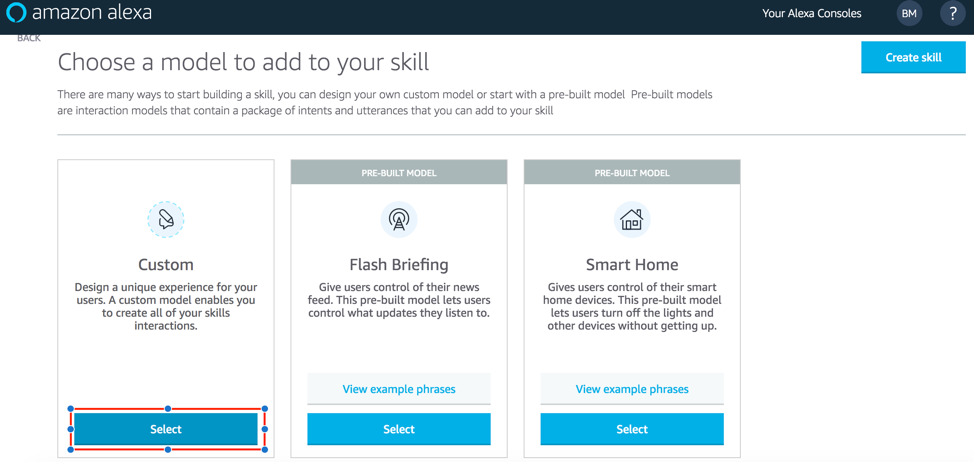 amazon alexa
Your Alexa Consoles
BM
?
BACK
Choose a model to add to your skill
Create skill
There are many ways to start building a skill, you can design your own custom model or start with a pre-built model  Pre-built models
are interaction models that contain a package of intents and utterances that you can add to your skill
Custom
Design a unique experience for your
users. A custom model enables you
to create all of your skills
interactions.
Select
PRE-BUILT MODEL
Flash Briefing
Give users control of their news
feed. This pre-built model lets users
control what updates they listen to.
View example phrases
Select
PRE-BUILT MODEL
Smart Home
Gives users control of their smart
home devices. This pre-built model
lets users turn off the lights and
other devices without getting up.
View example phrases
Select